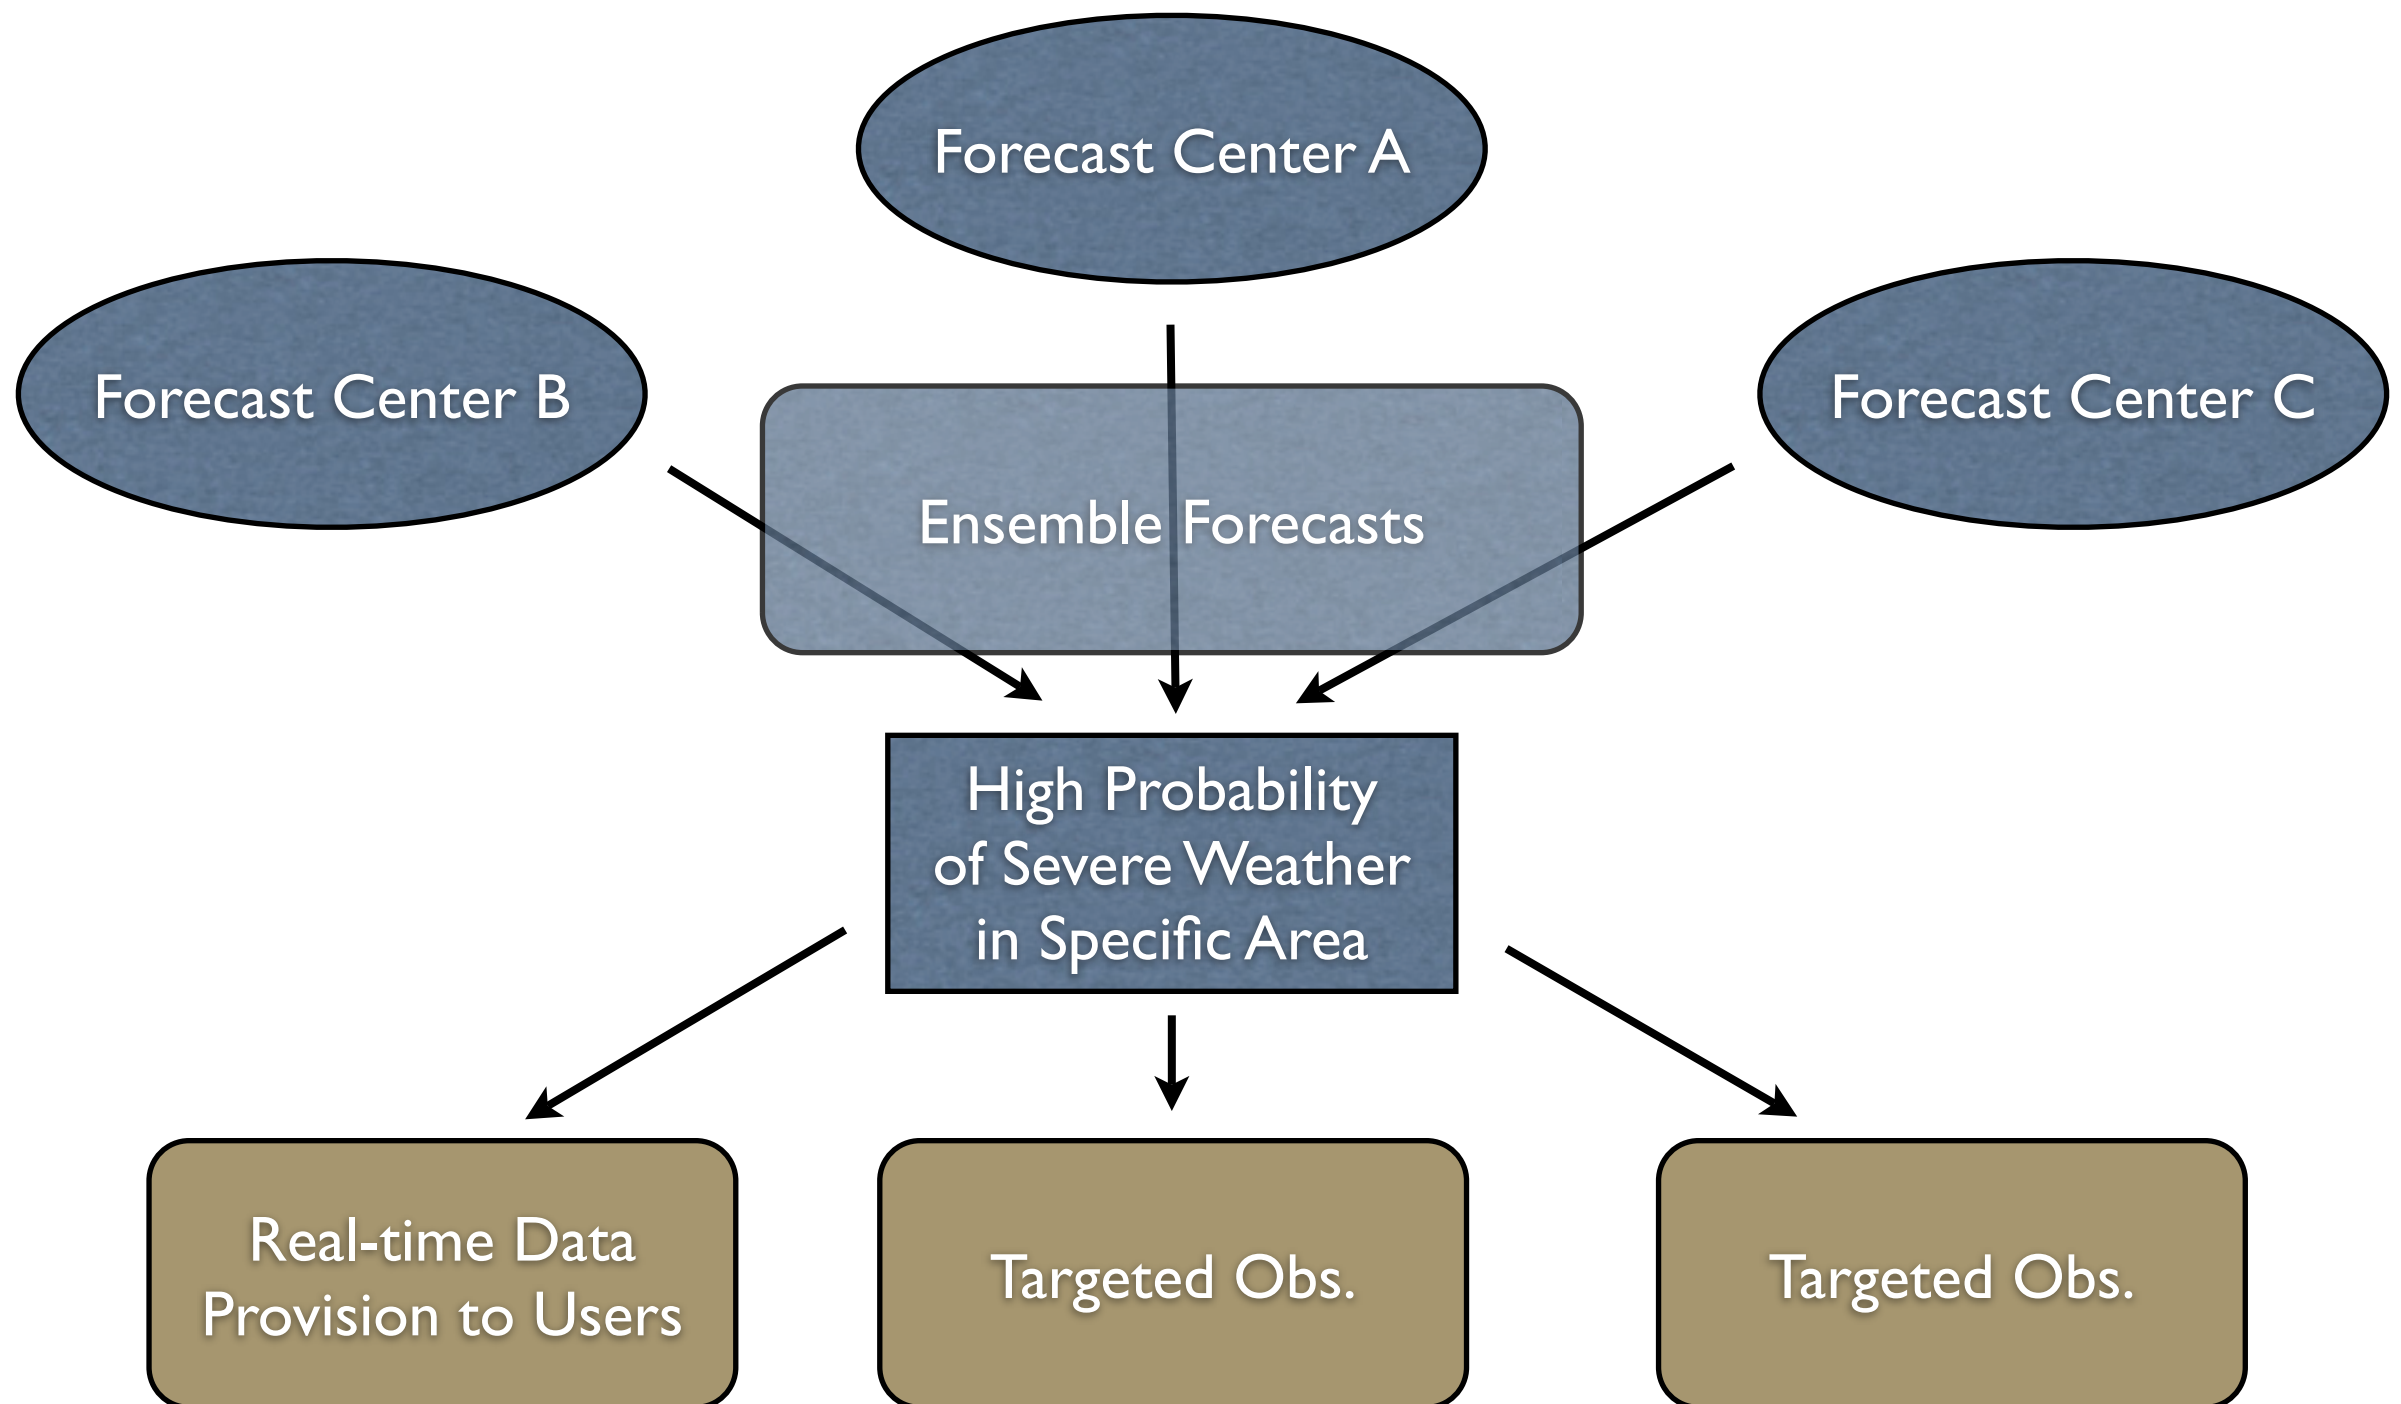 Forecast Center A
Forecast Center B
Forecast Center C
Ensemble Forecasts
High Probability
of Severe Weather
in Specific Area
Real-time Data
Provision to Users
Targeted Obs.
Targeted Obs.